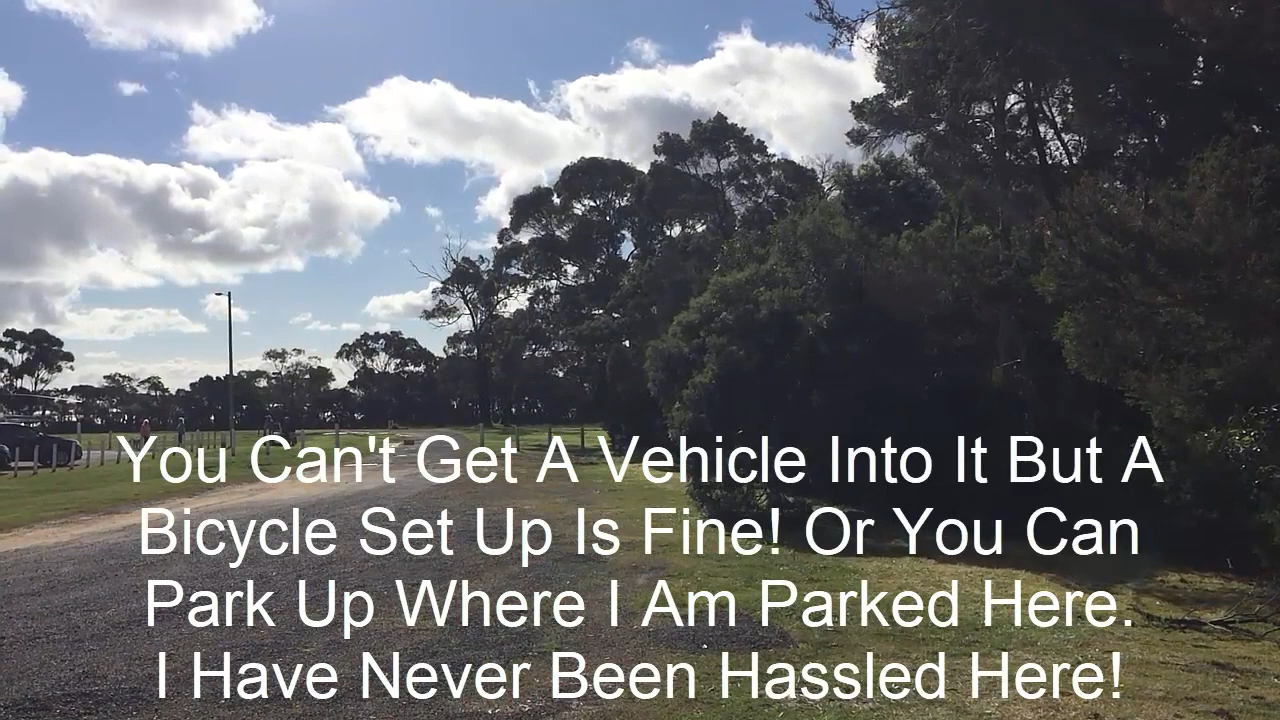 You Can't Get A Vehicle Into It But A
Bicycle Set Up Is Fine! Or You Can
Park Up Where I Am Parked Here.
I Have Never Been Hassled Here!